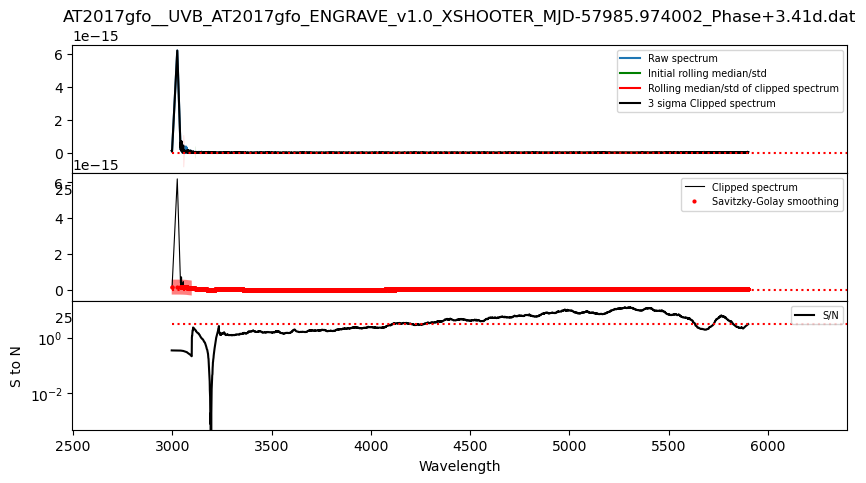 AT2017gfo__UVB_AT2017gfo_ENGRAVE_v1.0_XSHOOTER_MJD-57985.974002_Phase+3.41d.dat
1e−15
6
4
2
0
Raw spectrum
Initial rolling median/std
Rolling median/std of clipped spectrum
3 sigma Clipped spectrum
1e−15
25
6
4
2
0
Clipped spectrum
Savitzky-Golay smoothing
25
10^0
10^−2
S to N
S/N
2500 3000 3500 4000 4500 5000 5500 6000
Wavelength